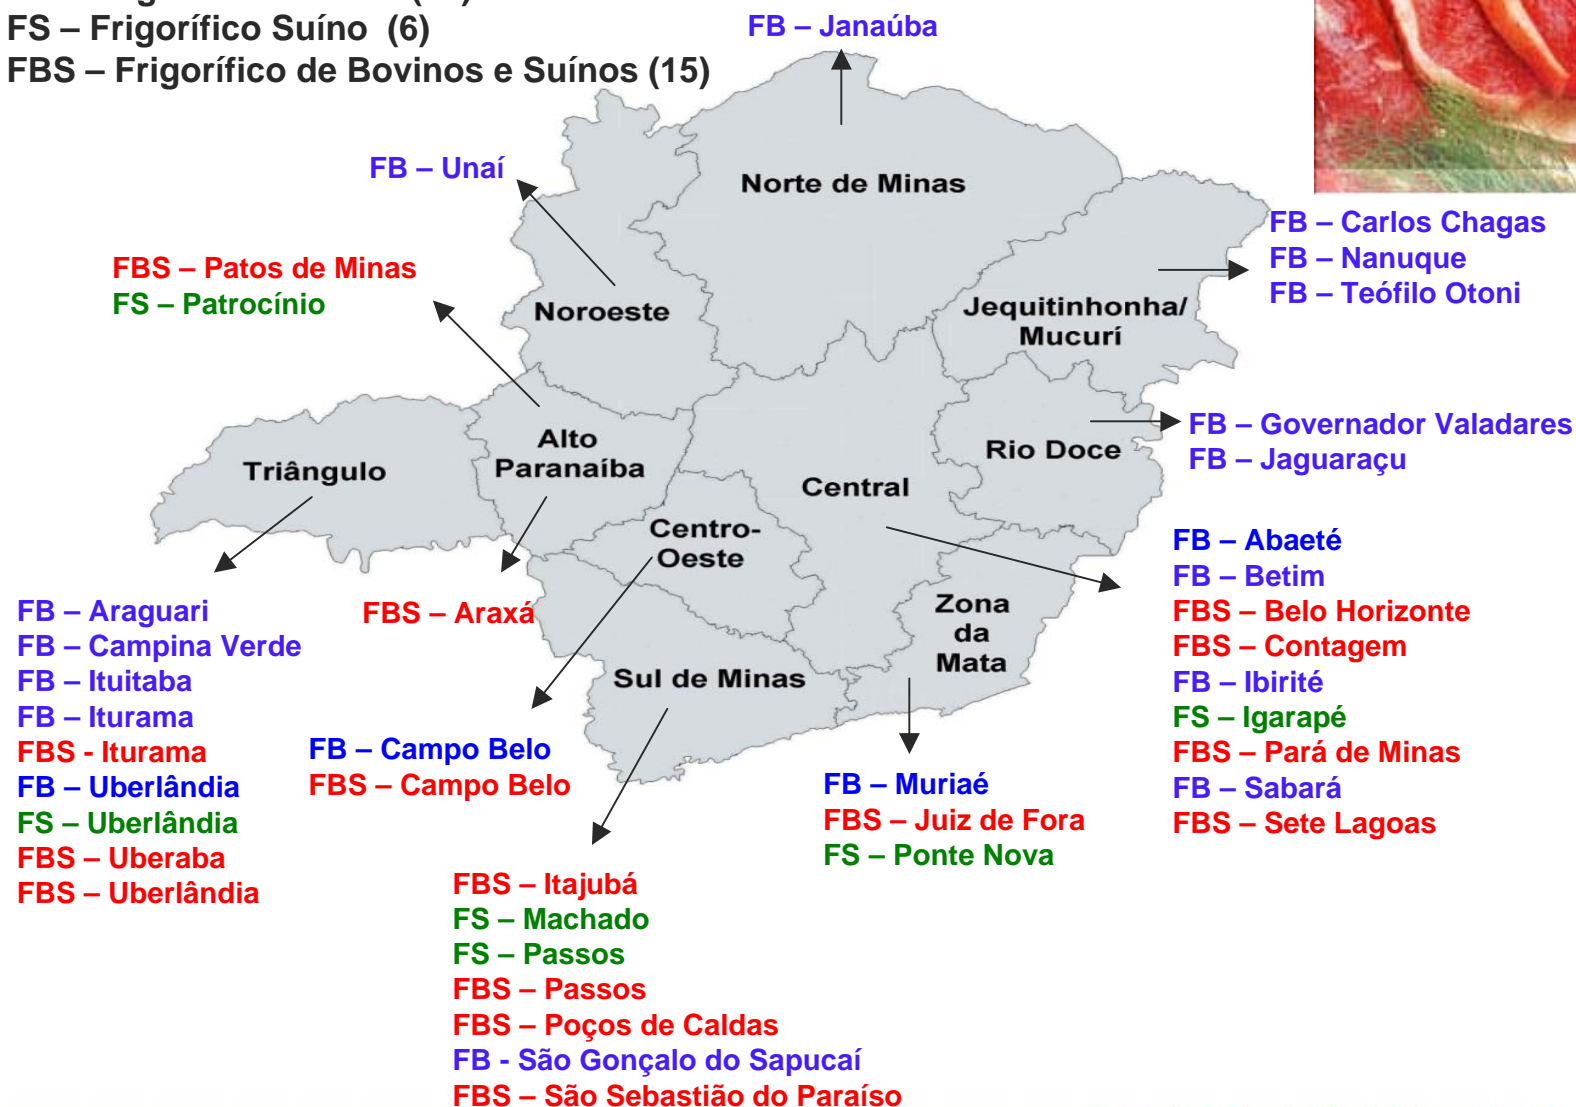 FS – Frigorífico Suíno (6)
FBS – Frigorífico de Bovinos e Suínos (15)
FB – Janaúba
FB – Unaí
Norte de Minas
FB – Carlos Chagas
FB – Nanuque
FB – Teófilo Otoni
FBS – Patos de Minas
FS – Patrocínio
Noroeste
Jequitinhonha/
Mucurí
FB – Governador Valadares
FB – Jaguaraçu
Rio Doce
Alto
Paranaíba
Triângulo
Central
Centro-
Oeste
FB – Abaeté
FB – Betim
FBS – Belo Horizonte
FBS – Contagem
FB – Ibirité
FS – Igarapé
FBS – Pará de Minas
FB – Sabará
FBS – Sete Lagoas
Zona
da
Mata
Sul de Minas
FB – Araguari
FB – Campina Verde
FB – Ituitaba
FB – Iturama
FBS - Iturama
FB – Uberlândia
FS – Uberlândia
FBS – Uberaba
FBS – Uberlândia
FBS – Araxá
FB – Campo Belo
FBS – Campo Belo
FB – Muriaé
FBS – Juiz de Fora
FS – Ponte Nova
FBS – Itajubá
FS – Machado
FS – Passos
FBS – Passos
FBS – Poços de Caldas
FB - São Gonçalo do Sapucaí
FBS – São Sebastião do Paraíso